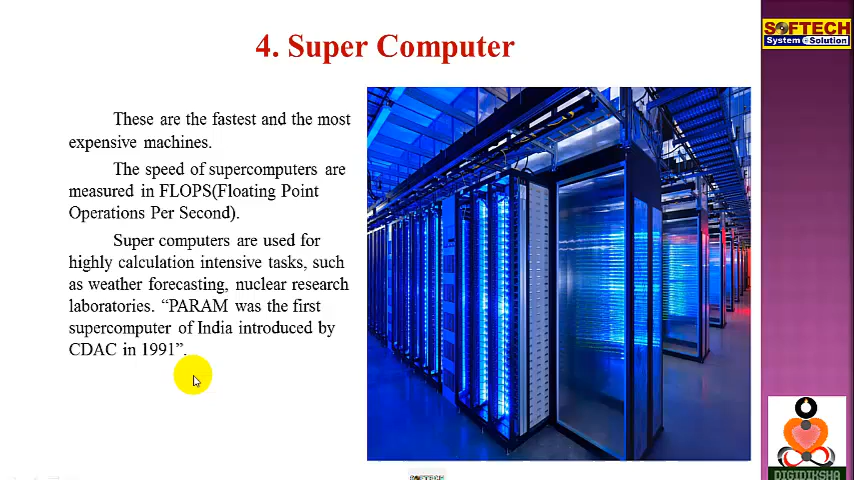 4. Super Computer
SOFTECH
System e Solution
These are the fastest and the most
expensive machines.
The speed of supercomputers are
measured in FLOPS(Floating Point
Operations Per Second).
Super computers are used for
highly calculation intensive tasks, such
as weather forecasting, nuclear research
laboratories. “PARAM was the first
supercomputer of India introduced by
CDAC in 1991”.
DIGIDIKSHA
SOFTECH